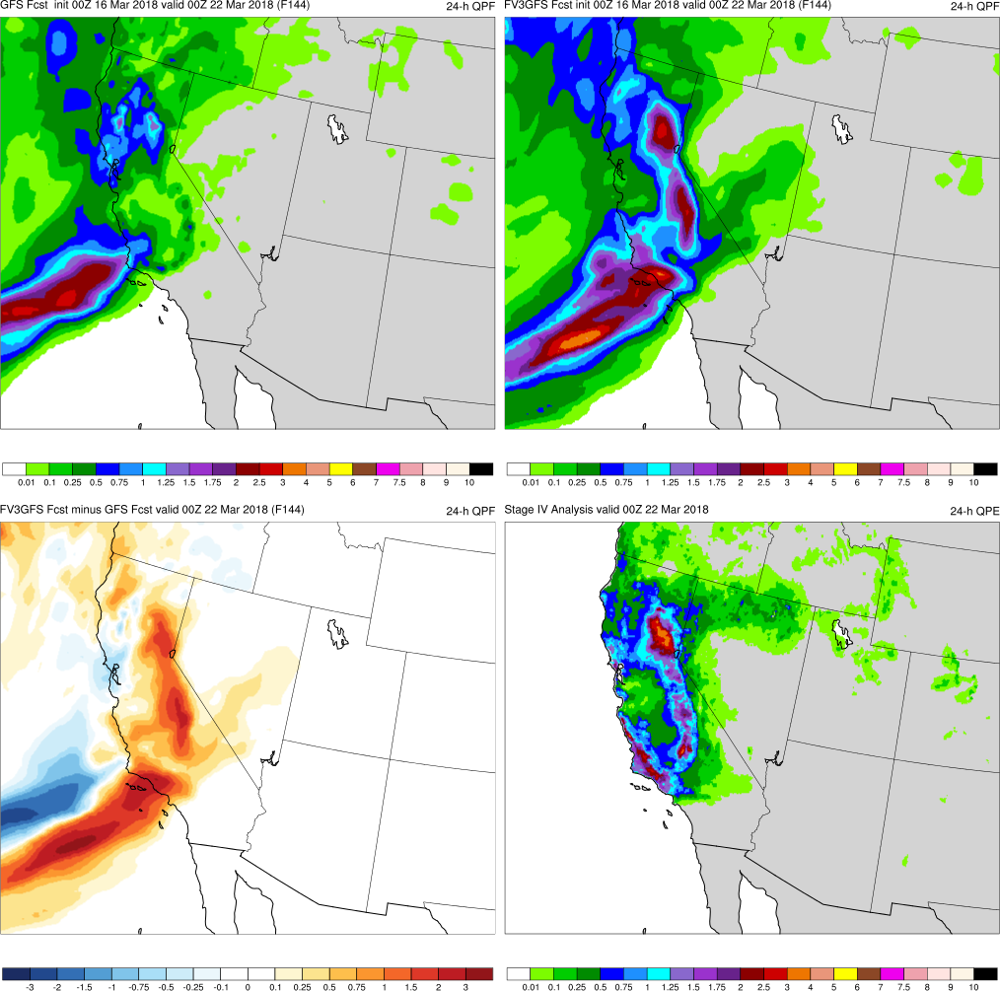 GFS Fcst init 00Z 16 Mar 2018 valid 00Z 22 Mar 2018 (F144) 24-h QPF
0.01 0.1 0.25 0.5 0.75 1 1.25 1.5 1.75 2 2.5 3 4 5 6 7 7.5 8 9 10
FV3GFS Fcst init 00Z 16 Mar 2018 valid 00Z 22 Mar 2018 (F144) 24-h QPF
0.01 0.1 0.25 0.5 0.75 1 1.25 1.5 1.75 2 2.5 3 4 5 6 7 7.5 8 9 10
FV3GFS Fcst minus GFS Fcst valid 00Z 22 Mar 2018 (F144) 24-h QPF
-3 -2 -1.5 -1 -0.75 -0.5 -0.25 -0.1 0 0.1 0.25 0.5 0.75 1 1.5 2 3
Stage IV Analysis valid 00Z 22 Mar 2018 24-h QPE
0.01 0.1 0.25 0.5 0.75 1 1.25 1.5 1.75 2 2.5 3 4 5 6 7 7.5 8 9 10